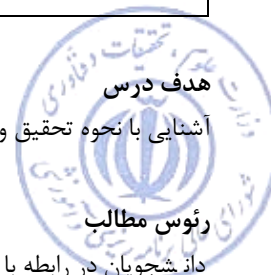 هدف درس
آشنایی با نحوه تحقیق و
رئوس مطالب
دانشجویان در رابطه با